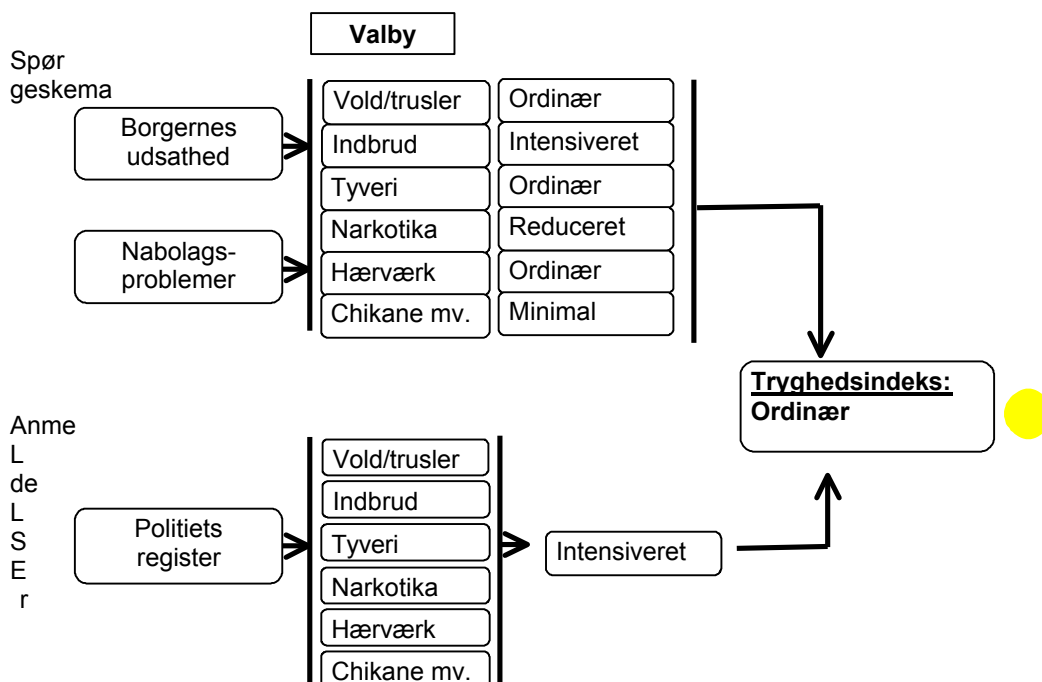 Valby
Spør
geskema
Borgernes
udsathed
Nabolags-
problemer
Vold/trusler
Ordinær
Indbrud
Intensiveret
Tyveri
Ordinær
Narkotika
Reduceret
Hærværk
Ordinær
Chikane mv.
Minimal
Tryghedsindeks:
Ordinær
Anme
L
de
L
S
E
r
Politiets
register
Vold/trusler
Indbrud
Tyveri
Narkotika
Hærværk
Chikane mv.
Intensiveret